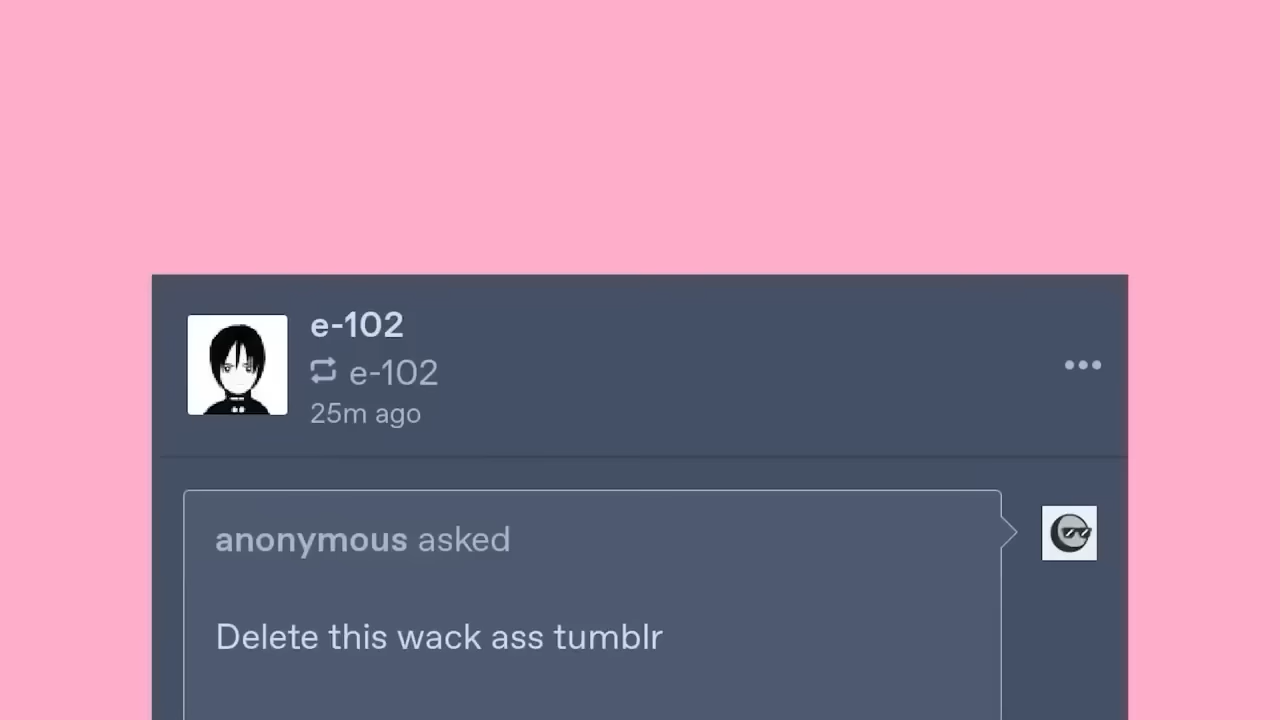 e-102
e-102
25m ago
anonymous asked
Delete this wack ass tumblr